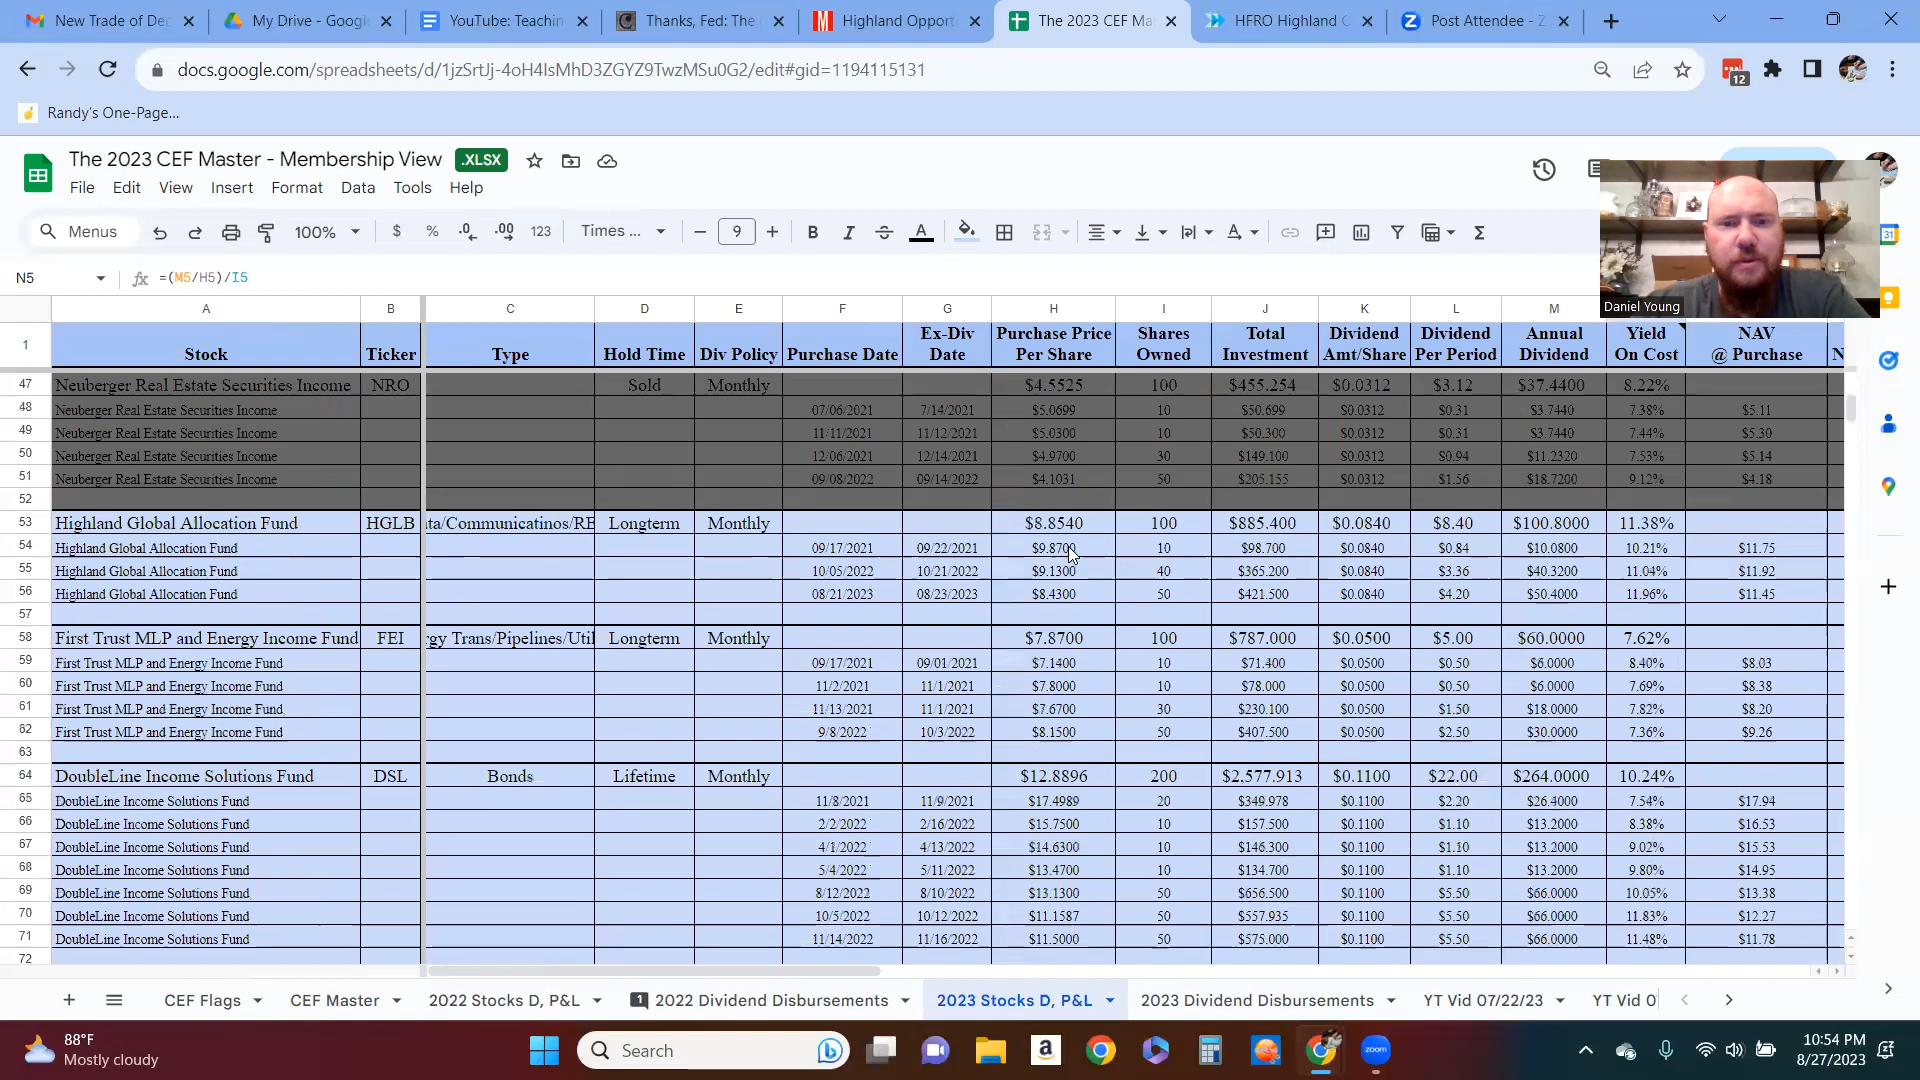 New Trade of Dec
My Drive - Googl
YouTube: Teachin
Thanks, Fed: The
Highland Opport
The 2023 CEF Ma
HFRO Highland C
Post Attendee - Z
docs.google.com/spreadsheets/d/1jzSrtJj-4oH4IsMhD3ZGYZ9TwzMSu0G2/edit#gid=1194115131
12
Randy's One-Page...
The 2023 CEF Master - Membership View .XLSX
File Edit View Insert Format Data Tools Help
Menus 100% $ % .0 .00 123 Times ... 9 B I A Σ
31
Daniel Young
N5 fx =(M5/H5)/I5
A B C D E F G H I J K L M
1 Stock Ticker Type Hold Time Div Policy Purchase Date Ex-Div Date Purchase Price Per Share Shares Owned Total Investment Dividend Amt/Share Dividend Per Period Annual Dividend Yield On Cost NAV @ Purchase N
47 Neuberger Real Estate Securities Income NRO Sold Monthly $4.5525 100 $455.254 $0.0312 $3.12 $37.4400 8.22%
48 Neuberger Real Estate Securities Income 07/06/2021 7/14/2021 $5.0699 10 $50.699 $0.0312 $0.31 $3.7440 7.38% $5.11
49 Neuberger Real Estate Securities Income 11/11/2021 11/12/2021 $5.0300 10 $50.300 $0.0312 $0.31 $3.7440 7.44% $5.30
50 Neuberger Real Estate Securities Income 12/06/2021 12/14/2021 $4.9700 30 $149.100 $0.0312 $0.94 $11.2320 7.53% $5.14
51 Neuberger Real Estate Securities Income 09/08/2022 09/14/2022 $4.1031 50 $205.155 $0.0312 $1.56 $18.7200 9.12% $4.18
52
53 Highland Global Allocation Fund HGLB ita/Communicatinos/RE Longterm Monthly $8.8540 100 $885.400 $0.0840 $8.40 $100.8000 11.38%
54 Highland Global Allocation Fund 09/17/2021 09/22/2021 $9.8700 10 $98.700 $0.0840 $0.84 $10.0800 10.21% $11.75
55 Highland Global Allocation Fund 10/05/2022 10/21/2022 $9.1300 40 $365.200 $0.0840 $3.36 $40.3200 11.04% $11.92
56 Highland Global Allocation Fund 08/21/2023 08/23/2023 $8.4300 50 $421.500 $0.0840 $4.20 $50.4000 11.96% $11.45
57
58 First Trust MLP and Energy Income Fund FEI rgy Trans/Pipelines/Util Longterm Monthly $7.8700 100 $787.000 $0.0500 $5.00 $60.0000 7.62%
59 First Trust MLP and Energy Income Fund 09/17/2021 09/01/2021 $7.1400 10 $71.400 $0.0500 $0.50 $6.0000 8.40% $8.03
60 First Trust MLP and Energy Income Fund 11/2/2021 11/1/2021 $7.8000 10 $78.000 $0.0500 $0.50 $6.0000 7.69% $8.38
61 First Trust MLP and Energy Income Fund 11/13/2021 11/1/2021 $7.6700 30 $230.100 $0.0500 $1.50 $18.0000 7.82% $8.20
62 First Trust MLP and Energy Income Fund 9/8/2022 10/3/2022 $8.1500 50 $407.500 $0.0500 $2.50 $30.0000 7.36% $9.26
63
64 DoubleLine Income Solutions Fund DSL Bonds Lifetime Monthly $12.8896 200 $2,577.913 $0.1100 $22.00 $264.0000 10.24%
65 DoubleLine Income Solutions Fund 11/8/2021 11/9/2021 $17.4989 20 $349.978 $0.1100 $2.20 $26.4000 7.54% $17.94
66 DoubleLine Income Solutions Fund 2/2/2022 2/16/2022 $15.7500 10 $157.500 $0.1100 $1.10 $13.2000 8.38% $16.53
67 DoubleLine Income Solutions Fund 4/1/2022 4/13/2022 $14.6300 10 $146.300 $0.1100 $1.10 $13.2000 9.02% $15.53
68 DoubleLine Income Solutions Fund 5/4/2022 5/11/2022 $13.4700 10 $134.700 $0.1100 $1.10 $13.2000 9.80% $14.95
69 DoubleLine Income Solutions Fund 8/12/2022 8/10/2022 $13.1300 50 $656.500 $0.1100 $5.50 $66.0000 10.05% $13.38
70 DoubleLine Income Solutions Fund 10/5/2022 10/12/2022 $11.1587 50 $557.935 $0.1100 $5.50 $66.0000 11.83% $12.27
71 DoubleLine Income Solutions Fund 11/14/2022 11/16/2022 $11.5000 50 $575.000 $0.1100 $5.50 $66.0000 11.48% $11.78
72
CEF Flags CEF Master 2022 Stocks D, P&L 1 2022 Dividend Disbursements 2023 Stocks D, P&L 2023 Dividend Disbursements YT Vid 07/22/23 YT Vid 0
88°F
Mostly cloudy
Search
zoom
10:54 PM
8/27/2023